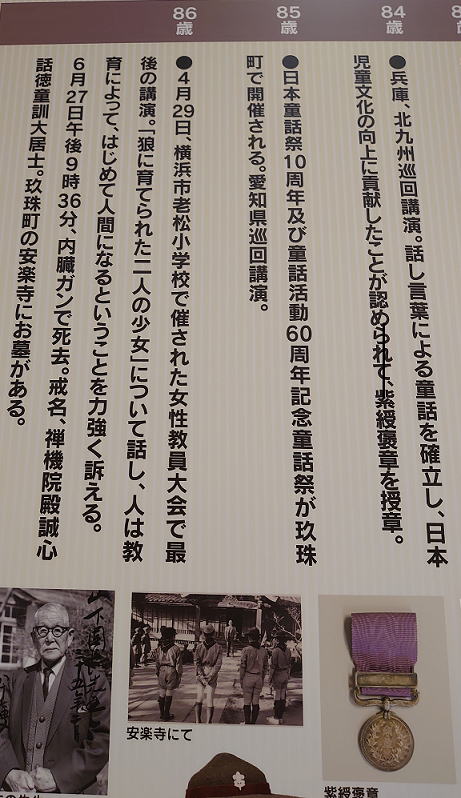 84歳
●兵庫、北九州巡回講演。話し言葉による童話を確立し、日本
児童文化の向上に貢献したことが認められて、紫綬褒章を授章。
85歳
●日本童話祭10周年及び童話活動60周年記念童話祭が玖珠
町で開催される。愛知県巡回講演。
86歳
●4月29日、横浜市老松小学校で催された女性教員大会で最
後の講演。「狼に育てられた二人の少女」について話し、人は教
育によって、はじめて人間になるということを力強く訴える。
6月27日午後9時36分、内臓ガンで死去。戒名、禅機院殿誠心
話徳童訓大居士。玖珠町の安楽寺にお墓がある。
安楽寺にて
紫綬褒章